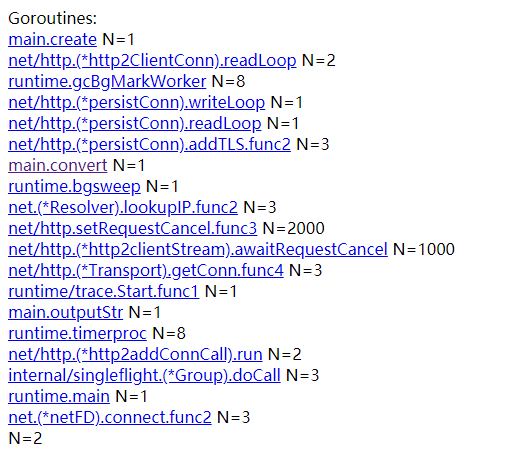 Goroutines:
main.create N=1
net/http.(*http2ClientConn).readLoop N=2
runtime.gcBgMarkWorker N=8
net/http.(*persistConn).writeLoop N=1
net/http.(*persistConn).readLoop N=1
net/http.(*persistConn).addTLS.func2 N=3
main.convert N=1
runtime.bgsweep N=1
net.(*Resolver).lookupIP.func2 N=3
net/http.setRequestCancel.func3 N=2000
net/http.(*http2clientStream).awaitRequestCancel N=1000
net/http.(*Transport).getConn.func4 N=3
runtime/trace.Start.func1 N=1
main.outputStr N=1
runtime.timerproc N=8
net/http.(*http2addConnCall).run N=2
internal/singleflight.(*Group).doCall N=3
runtime.main N=1
net.(*netFD).connect.func2 N=3
N=2